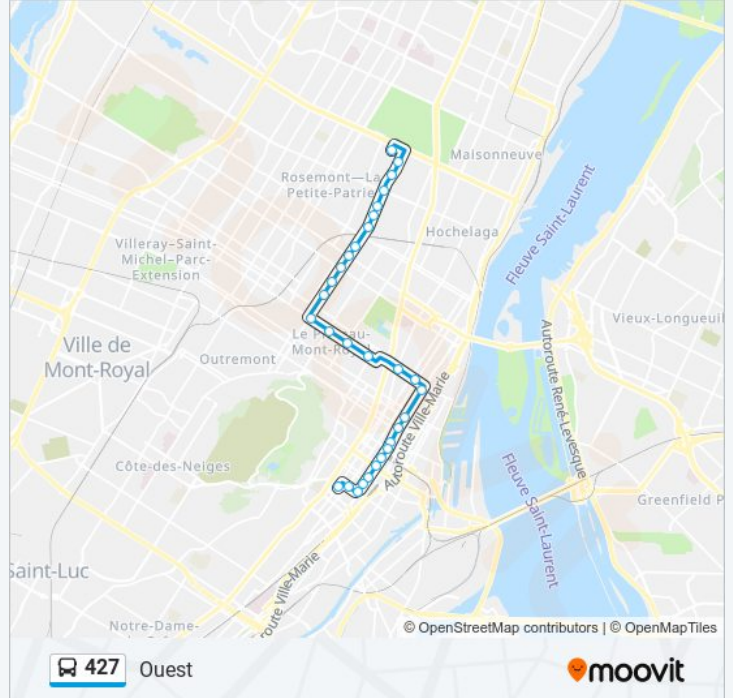 Maisonneuve
Rosemont—La
Petite-Patrie
Fleuve Saint-Laurent
Hochelaga
Villeray–Saint-
Michel–Parc-
Extension
Vieux-Longueuil
Ville de
Mont-Royal
Le Plateau-
Mont-Royal
Outremont
Autoroute René-Levesque
Autoroute Ville-Marie
Côte-des-Neiges
Fleuve Saint-Laurent
Greenfield P
Saint-Luc
route Ville-Marie
Notre-Dame-
© OpenStreetMap contributors | © OpenMapTiles
427 Ouest
moovit